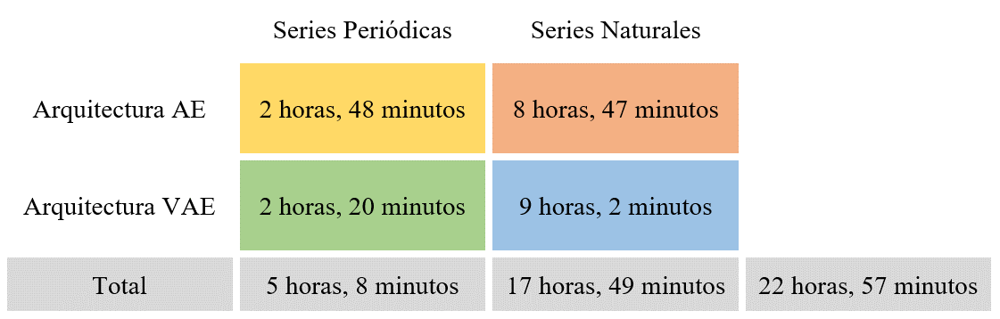 Series Periódicas Series Naturales
Arquitectura AE 2 horas, 48 minutos 8 horas, 47 minutos
Arquitectura VAE 2 horas, 20 minutos 9 horas, 2 minutos
Total 5 horas, 8 minutos 17 horas, 49 minutos 22 horas, 57 minutos